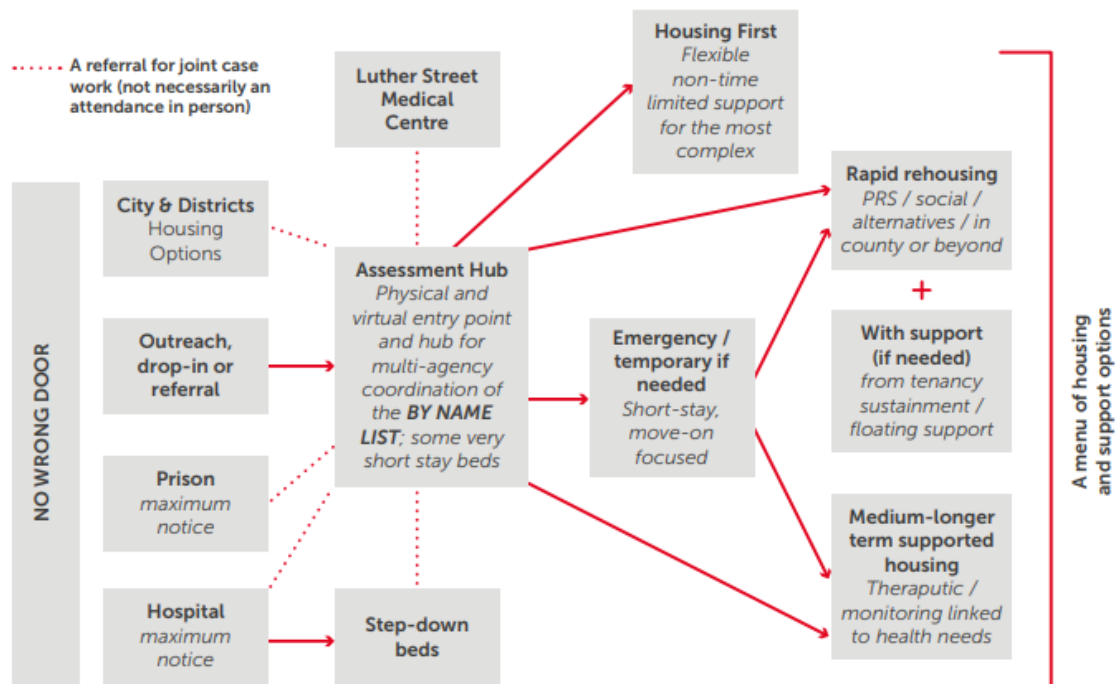 A referral for joint case
work (not necessarily an
attendance in person)
NO WRONG DOOR
City & Districts
Housing
Options
Outreach,
drop-in or
referral
Prison
maximum
notice
Hospital
maximum
notice
Luther Street
Medical
Centre
Assessment Hub
Physical and
virtual entry point
and hub for
multi-agency
coordination of
the BY NAME
LIST; some very
short stay beds
Step-down
beds
Housing First
Flexible
non-time
limited support
for the most
complex
Emergency /
temporary if
needed
Short-stay,
move-on
focused
Rapid rehousing
PRS / social /
alternatives / in
county or beyond
+
With support
(if needed)
from tenancy
sustainment /
floating support
Medium-longer
term supported
housing
Theraputic /
monitoring linked
to health needs
A menu of housing
and support options